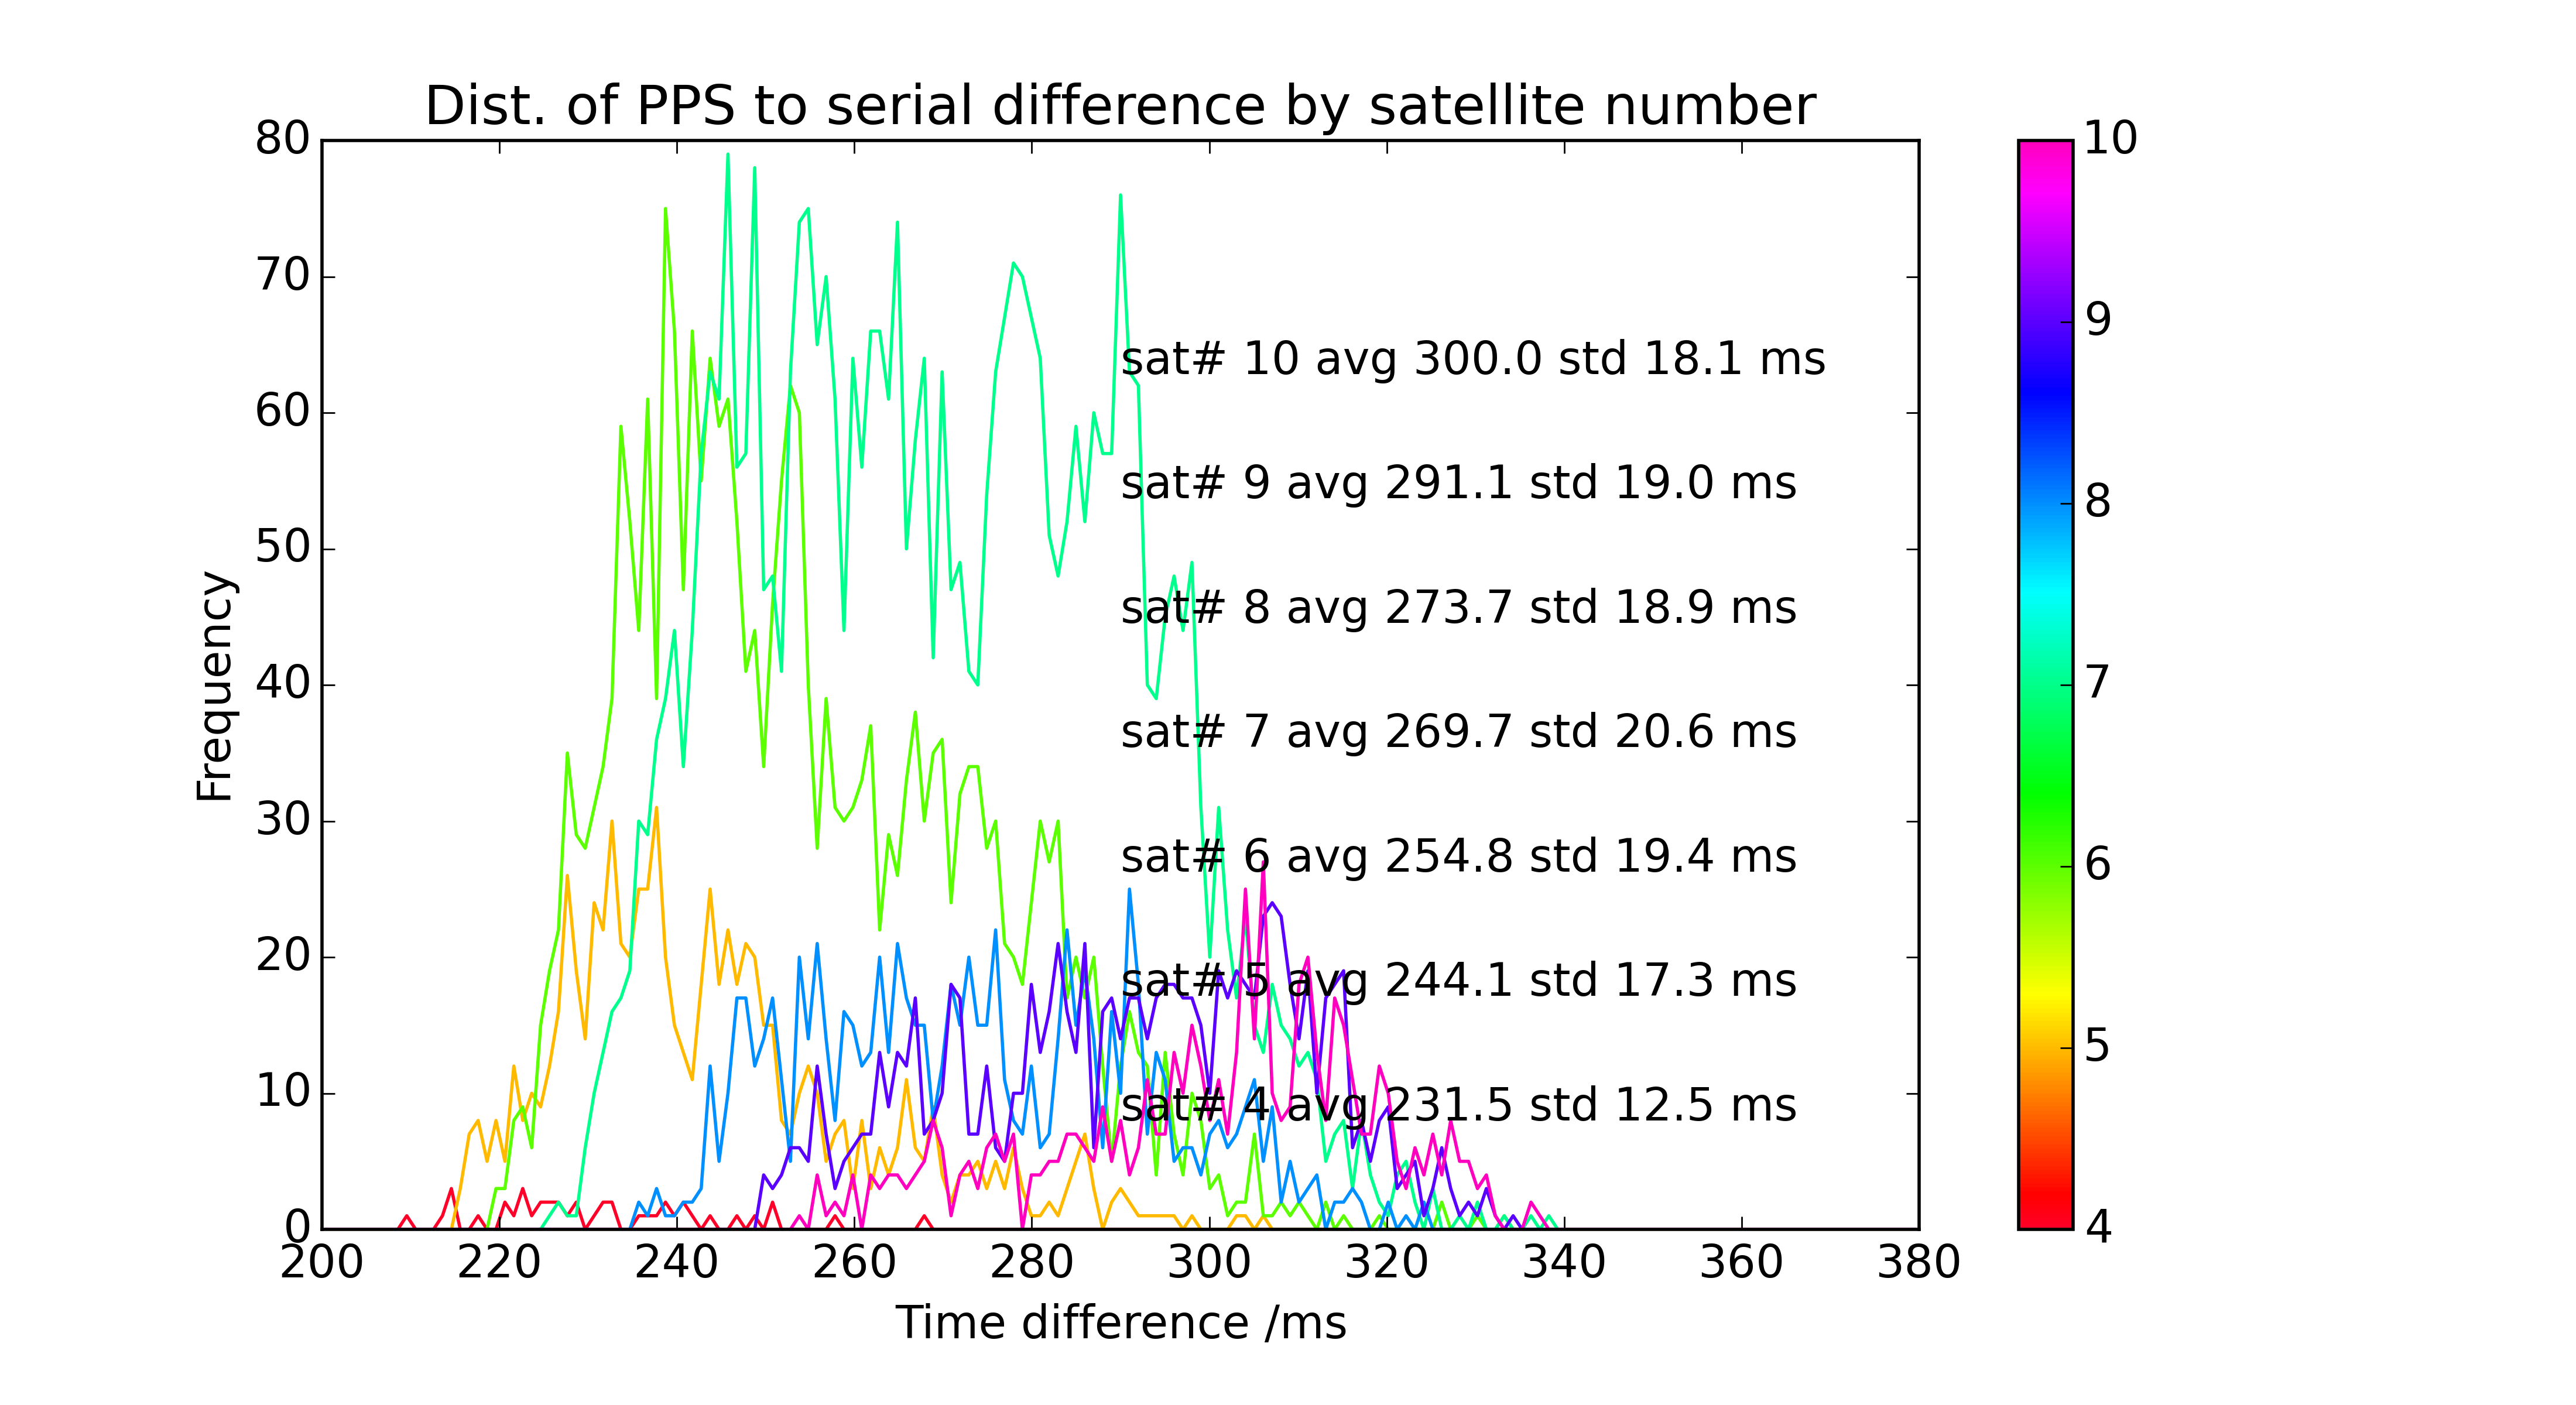 Dist. of PPS to serial difference by satellite number
80
70
60
50
40
30
20
10
0
Frequency
sat# 10 avg 300.0 std 18.1 ms
sat# 9 avg 291.1 std 19.0 ms
sat# 8 avg 273.7 std 18.9 ms
sat# 7 avg 269.7 std 20.6 ms
sat# 6 avg 254.8 std 19.4 ms
sat# 5 avg 244.1 std 17.3 ms
sat# 4 avg 231.5 std 12.5 ms
200 220 240 260 280 300 320 340 360 380
Time difference /ms
10
9
8
7
6
5
4